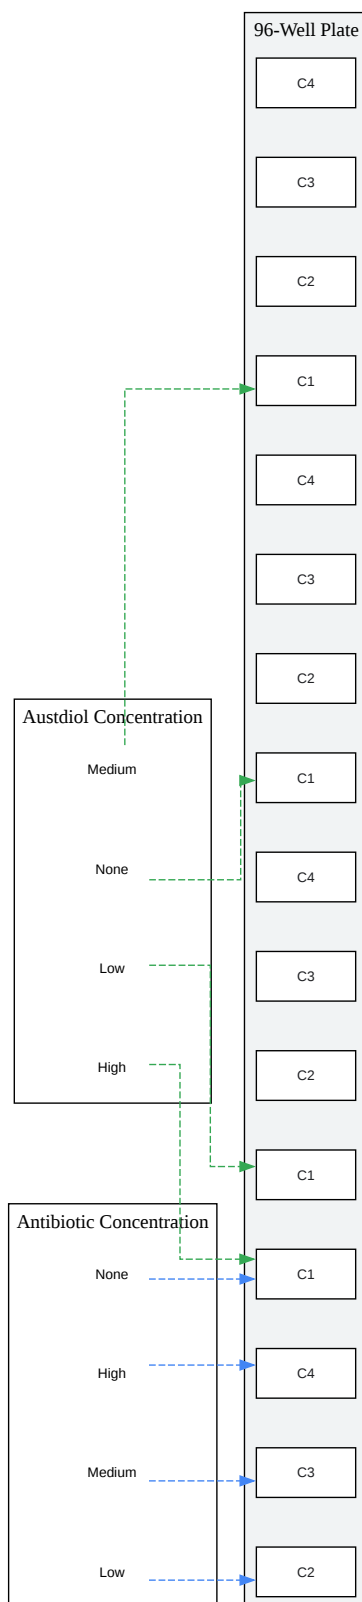 96-Well Plate
C4
C3
C2
C1
C4
C3
C2
Austdiol Concentration
Medium
C1
None
C4
Low
C3
High
C2
C1
Antibiotic Concentration
None
C1
High
C4
Medium
C3
Low
C2